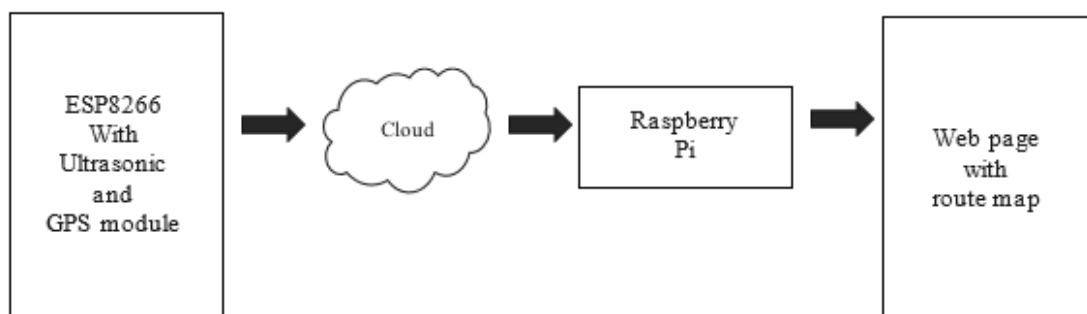 ESP8266
With
Ultrasonic
and
GPS module
Cloud
Raspberry
Pi
Web page
with
route map